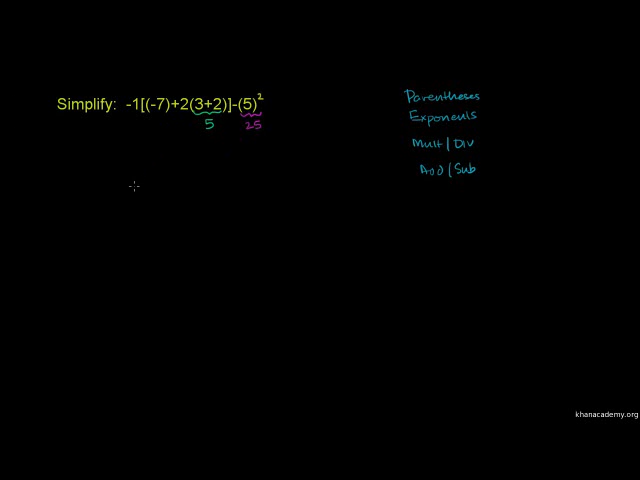 Simplify: -1[(-7)+2(3+2)]-(5)²
5 25
Parentheses
Exponents
Mult | Div
Add | Sub
khanacademy.org